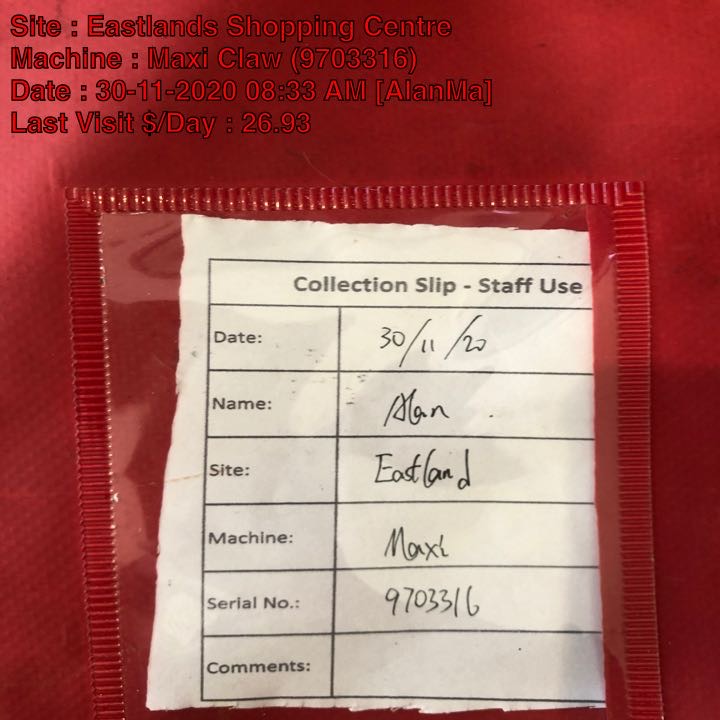 Site : Eastlands Shopping Centre
Machine : Maxi Claw (9703316)
Date : 30-11-2020 08:33 AM [AlanMa]
Last Visit $/Day : 26.93
Collection Slip - Staff Use
Date: 30/11/20
Name: Alan
Site: Eastland
Machine: Maxi
Serial No.: 9703316
Comments: